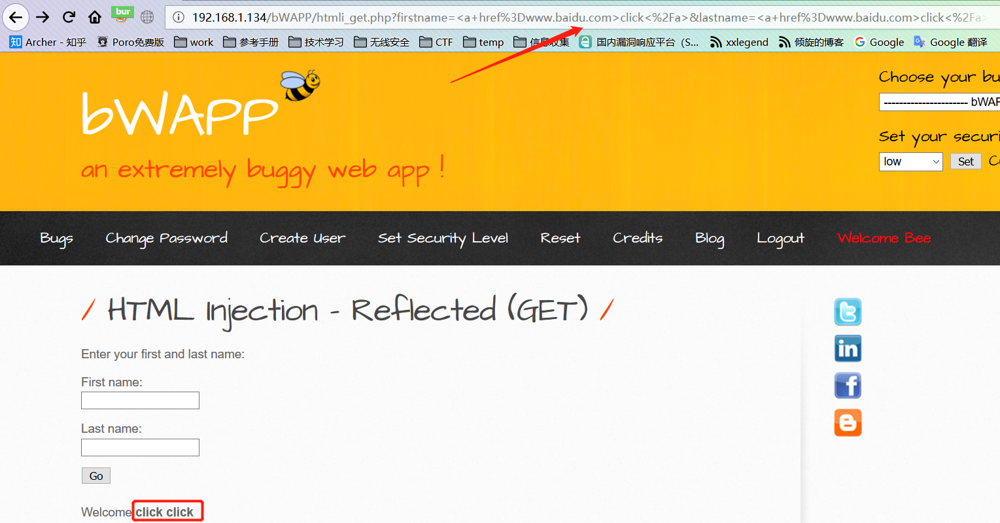 bur
192.168.1.134/bWAPP/htmli_get.php?firstname=<a+href%3Dwww.baidu.com>click<%2Fa>&lastname=<a+href%3Dwww.baidu.com>click<%2Fa>
知 Archer - 知乎 Poro免费版 work 参考手册 技术学习 无线安全 CTF temp 信息收集 国内漏洞响应平台（S... xxlegend 倾旋的博客 Google Google 翻译
bWAPP
an extremely buggy web app !
Choose your bu
---------------------- bWAP
Set your securi
low Set C
Bugs Change Password Create User Set Security Level Reset Credits Blog Logout Welcome Bee
/ HTML Injection - Reflected (GET) /
Enter your first and last name:
First name:
Last name:
Go
Welcome click click